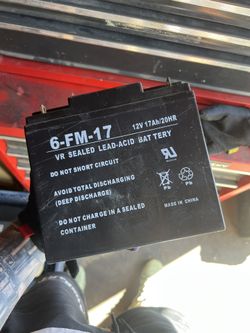 6-FM-17
12V 17Ah/20HR
VR SEALED LEAD-ACID BATTERY
DO NOT SHORT CIRCUIT
AVOID TOTAL DISCHARGING
(DEEP DISCHARGE)
DO NOT CHARGE IN A SEALED
CONTAINER
Pb Pb
MADE IN CHINA